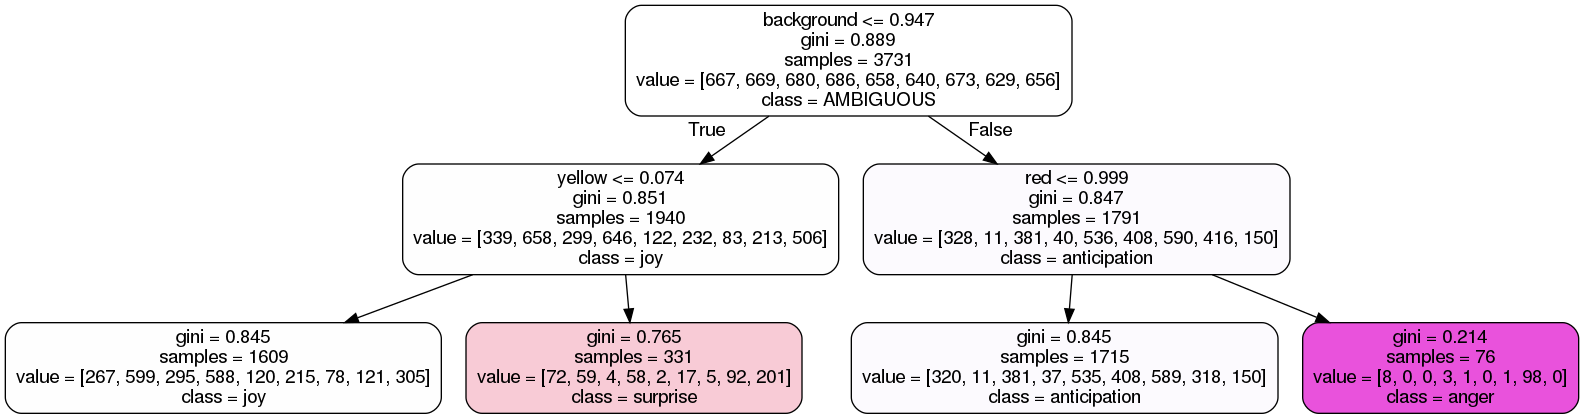 background <= 0.947
gini = 0.889
samples = 3731
value = [667, 669, 680, 686, 658, 640, 673, 629, 656]
class = AMBIGUOUS
True
False
yellow <= 0.074
gini = 0.851
samples = 1940
value = [339, 658, 299, 646, 122, 232, 83, 213, 506]
class = joy
red <= 0.999
gini = 0.847
samples = 1791
value = [328, 11, 381, 40, 536, 408, 590, 416, 150]
class = anticipation
gini = 0.845
samples = 1609
value = [267, 599, 295, 588, 120, 215, 78, 121, 305]
class = joy
gini = 0.765
samples = 331
value = [72, 59, 4, 58, 2, 17, 5, 92, 201]
class = surprise
gini = 0.845
samples = 1715
value = [320, 11, 381, 37, 535, 408, 589, 318, 150]
class = anticipation
gini = 0.214
samples = 76
value = [8, 0, 0, 3, 1, 0, 1, 98, 0]
class = anger